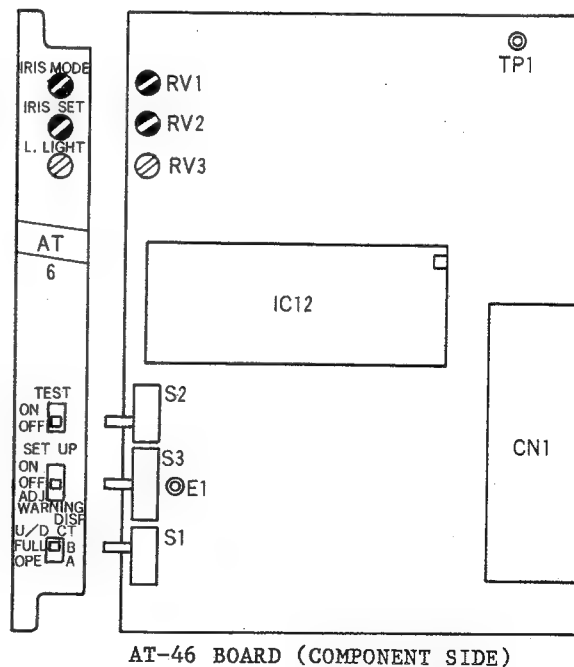 IRIS MODE
IRIS SET
L. LIGHT
AT
6
TEST
ON
OFF
SET UP
ON
OFF
ADJ
WARNING
DISP
U/D CT
FULL B
OPE A
RV1
RV2
RV3
TP1
IC12
S2
S3
E1
S1
CN1
AT-46 BOARD (COMPONENT SIDE)